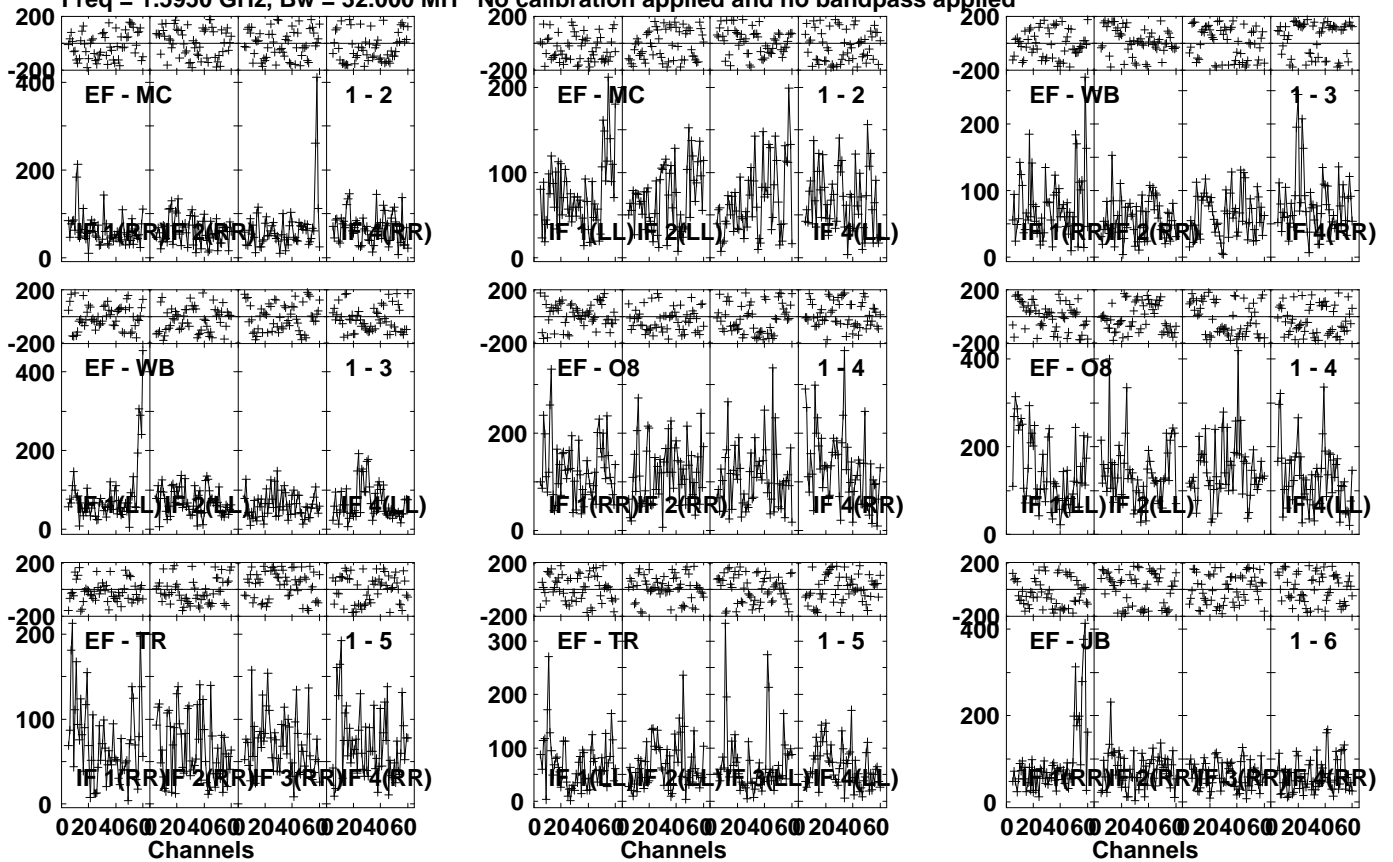 Freq = 1.5950 GHz, Bw = 32.000 MH No calibration applied and no bandpass applied
200 200 200
-200 -200 -200
400
EF - MC 1 - 2
200
0
IF 1(RR) IF 2(RR) IF 4(RR)
EF - MC 1 - 2
200
100
0
IF 1(LL) IF 2(LL) IF 4(LL)
EF - WB 1 - 3
200
100
0
IF 1(RR) IF 2(RR) IF 4(RR)
200 200 200
-200 -200 -200
EF - WB 1 - 3
400
200
0
IF 1(LL) IF 2(LL) IF 4(LL)
EF - O8 1 - 4
200
0
IF 1(RR) IF 2(RR) IF 4(RR)
EF - O8 1 - 4
400
200
0
IF 1(LL) IF 2(LL) IF 4(LL)
200 200 200
-200 -200 -200
EF - TR 1 - 5
200
100
0
IF 1(RR) IF 2(RR) IF 3(RR) IF 4(RR)
EF - TR 1 - 5
300
200
100
0
IF 1(LL) IF 2(LL) IF 3(LL) IF 4(LL)
EF - JB 1 - 6
400
200
0
IF 1(RR) IF 2(RR) IF 3(RR) IF 4(RR)
0 20 40 60 0 20 40 60 0 20 40 60 0 20 40 60
0 20 40 60 0 20 40 60 0 20 40 60 0 20 40 60
0 20 40 60 0 20 40 60 0 20 40 60 0 20 40 60
Channels Channels Channels